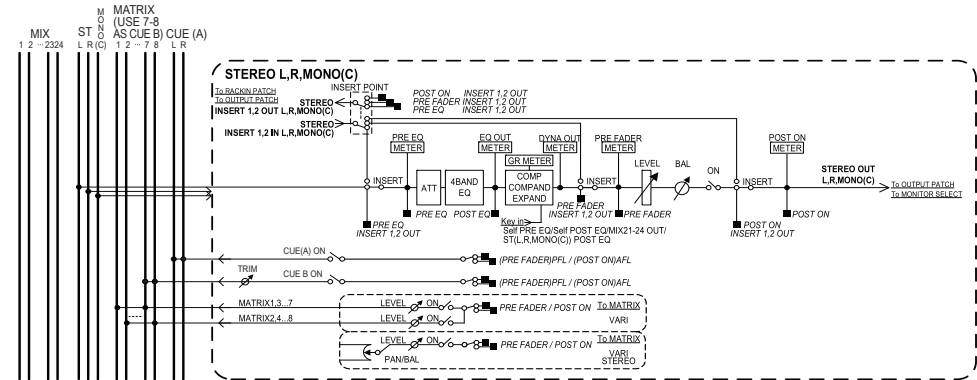 MIX
1 2 ··· 2324
ST
L R
MONO
(C)
MATRIX
(USE 7-8
AS CUE B)
1 2 ··· 7 8
CUE (A)
L R
STEREO L,R,MONO(C)
To RACKIN PATCH
To OUTPUT PATCH
INSERT POINT
STEREO
INSERT 1,2 OUT L,R,MONO(C)
POST ON INSERT 1,2 OUT
PRE FADER INSERT 1,2 OUT
PRE EQ INSERT 1,2 OUT
STEREO
INSERT 1,2 IN L,R,MONO(C)
PRE EQ
METER
EQ OUT
METER
DYNA OUT
METER
PRE FADER
METER
POST ON
METER
GR METER
INSERT
ATT
4BAND
EQ
COMP
COMPAND
EXPAND
INSERT
LEVEL
BAL
ON
INSERT
STEREO OUT
L,R,MONO(C)
To OUTPUT PATCH
To MONITOR SELECT
PRE EQ
INSERT 1,2 OUT
PRE EQ
POST EQ
PRE FADER
INSERT 1,2 OUT
PRE FADER
POST ON
INSERT 1,2 OUT
POST ON
Key in
Self PRE EQ/Self POST EQ/MIX21-24 OUT/
ST(L,R,MONO(C)) POST EQ
CUE(A) ON
(PRE FADER)PFL / (POST ON)AFL
TRIM
CUE B ON
(PRE FADER)PFL / (POST ON)AFL
MATRIX1,3...7
LEVEL
ON
PRE FADER / POST ON
To MATRIX
MATRIX2,4...8
LEVEL
ON
VARI
LEVEL
ON
PRE FADER / POST ON
To MATRIX
PAN/BAL
VARI
STEREO